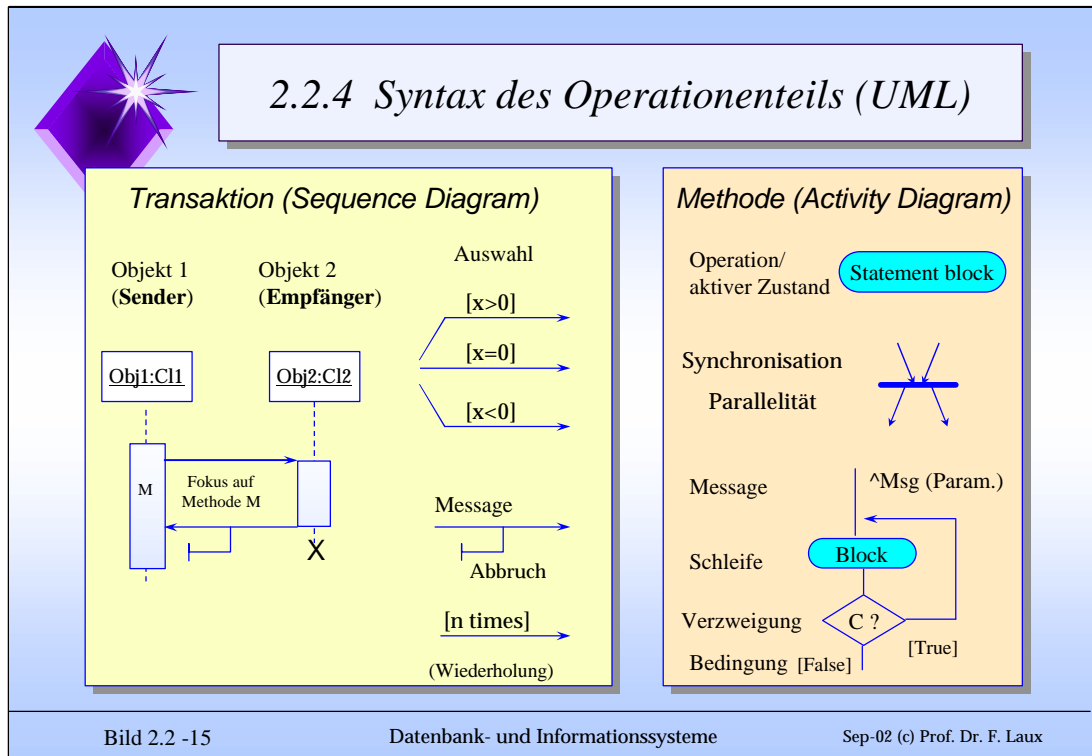 2.2.4 Syntax des Operationenteils (UML)
Transaktion (Sequence Diagram)
Objekt 1
(Sender)
Objekt 2
(Empfänger)
Auswahl
[x>0]
[x=0]
[x<0]
Obj1:Cl1
Obj2:Cl2
M
Fokus auf
Methode M
X
Message
Abbruch
[n times]
(Wiederholung)
Methode (Activity Diagram)
Operation/
aktiver Zustand
Statement block
Synchronisation
Parallelität
Message
^Msg (Param.)
Schleife
Block
Verzweigung
C ?
[True]
Bedingung
[False]
Bild 2.2 -15
Datenbank- und Informationssysteme
Sep-02 (c) Prof. Dr. F. Laux